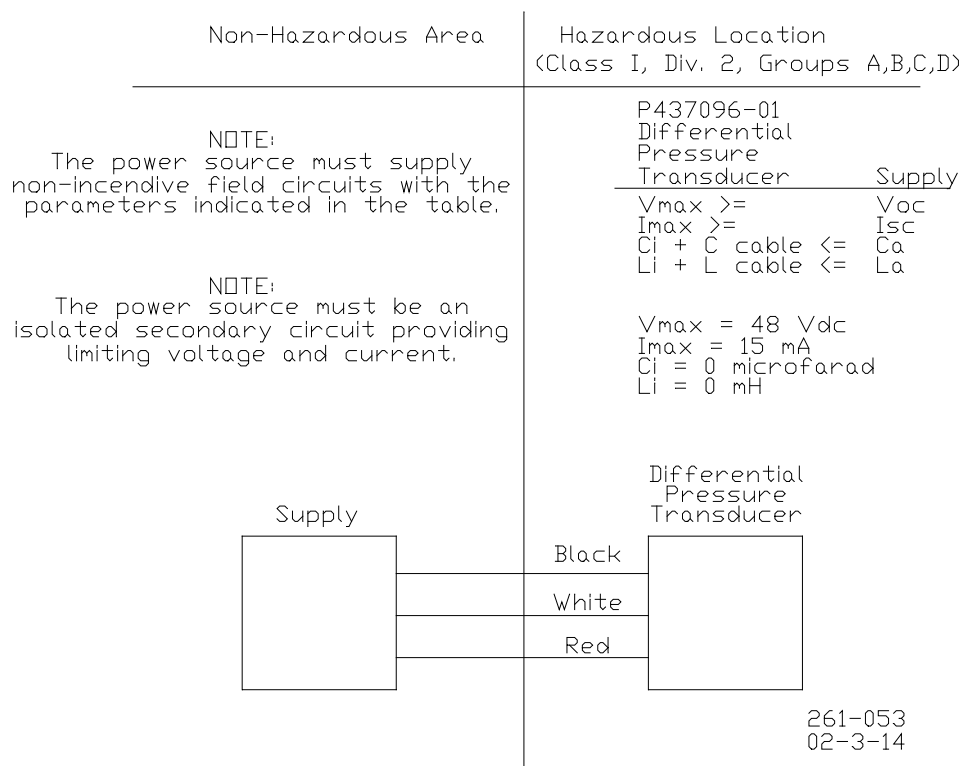 Non-Hazardous Area
Hazardous Location
(Class I, Div. 2, Groups A,B,C,D)
NOTE:
The power source must supply
non-incendive field circuits with the
parameters indicated in the table.
NOTE:
The power source must be an
isolated secondary circuit providing
limiting voltage and current.
P437096-01
Differential
Pressure
Transducer Supply
Vmax >= Voc
Imax >= Isc
Ci + C cable <= Ca
Li + L cable <= La
Vmax = 48 Vdc
Imax = 15 mA
Ci = 0 microfarad
Li = 0 mH
Supply
Differential
Pressure
Transducer
Black
White
Red
261-053
02-3-14